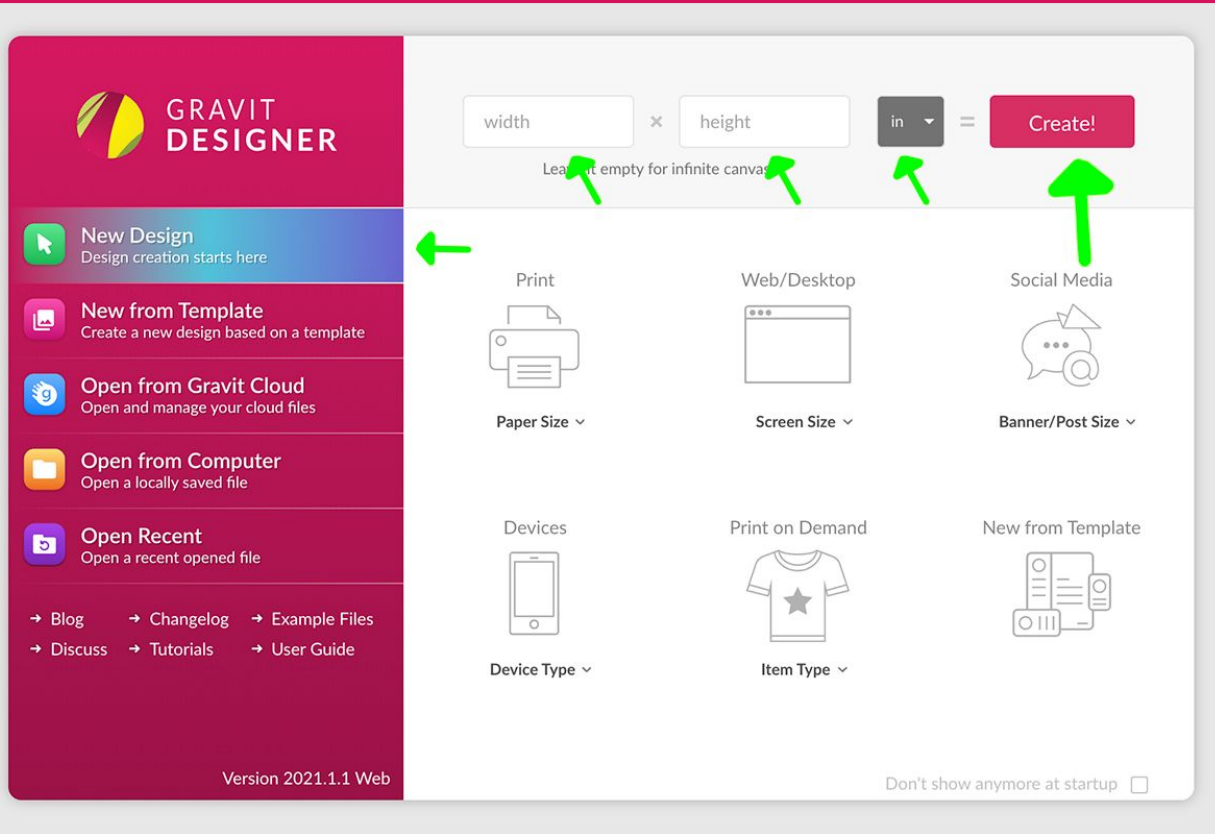 GRAVIT
DESIGNER
width × height in = Create!
Leave it empty for infinite canvas
New Design
Design creation starts here
New from Template
Create a new design based on a template
Open from Gravit Cloud
Open and manage your cloud files
Open from Computer
Open a locally saved file
Open Recent
Open a recent opened file
→ Blog → Changelog → Example Files
→ Discuss → Tutorials → User Guide
Version 2021.1.1 Web
Print Web/Desktop Social Media
Paper Size Screen Size Banner/Post Size
Devices Print on Demand New from Template
Device Type Item Type
Don't show anymore at startup